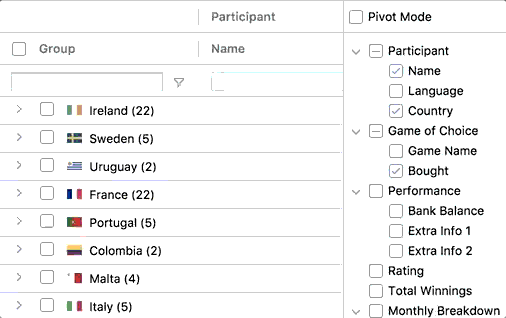 Participant
Group Name
Ireland (22)
Sweden (5)
Uruguay (2)
France (22)
Portugal (5)
Colombia (2)
Malta (4)
Italy (5)
Pivot Mode
Participant
Name
Language
Country
Game of Choice
Game Name
Bought
Performance
Bank Balance
Extra Info 1
Extra Info 2
Rating
Total Winnings
Monthly Breakdown